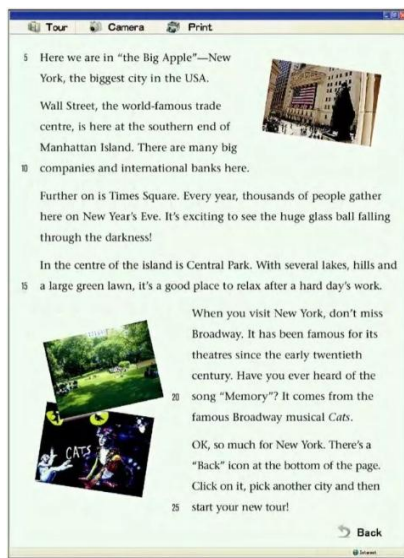 Tour Camera Print
5 Here we are in “the Big Apple”—New
York, the biggest city in the USA.
Wall Street, the world-famous trade
centre, is here at the southern end of
Manhattan Island. There are many big
10 companies and international banks here.
Further on is Times Square. Every year, thousands of people gather
here on New Year’s Eve. It’s exciting to see the huge glass ball falling
through the darkness!
In the centre of the island is Central Park. With several lakes, hills and
15 a large green lawn, it’s a good place to relax after a hard day’s work.
When you visit New York, don’t miss
Broadway. It has been famous for its
theatres since the early twentieth
century. Have you ever heard of the
20 song “Memory”? It comes from the
famous Broadway musical Cats.
OK, so much for New York. There’s a
“Back” icon at the bottom of the page.
Click on it, pick another city and then
25 start your new tour!
CATS
Back
Internet